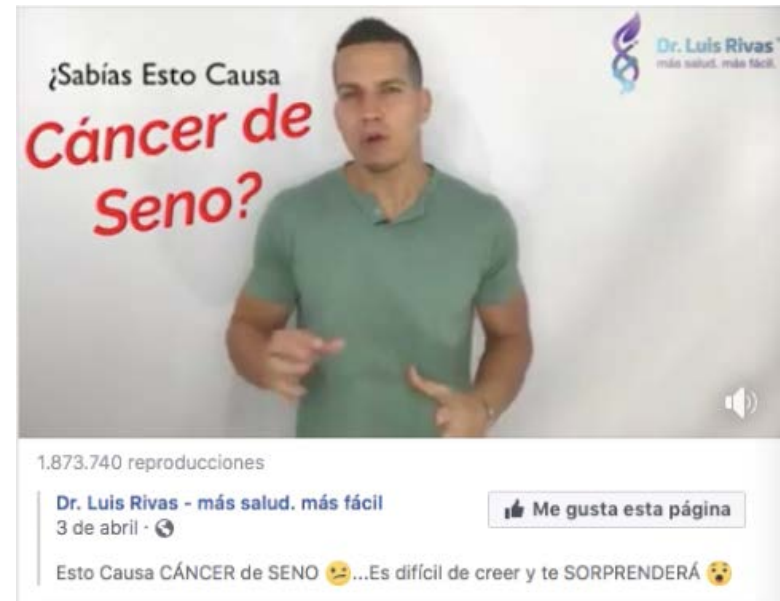 ¿Sabías Esto Causa
Cáncer de
Seno?
Dr. Luis Rivas
más salud. más fácil.
1.873.740 reproducciones
Dr. Luis Rivas - más salud. más fácil
3 de abril ·
Me gusta esta página
Esto Causa CÁNCER de SENO 😕...Es difícil de creer y te SORPRENDERÁ 😯